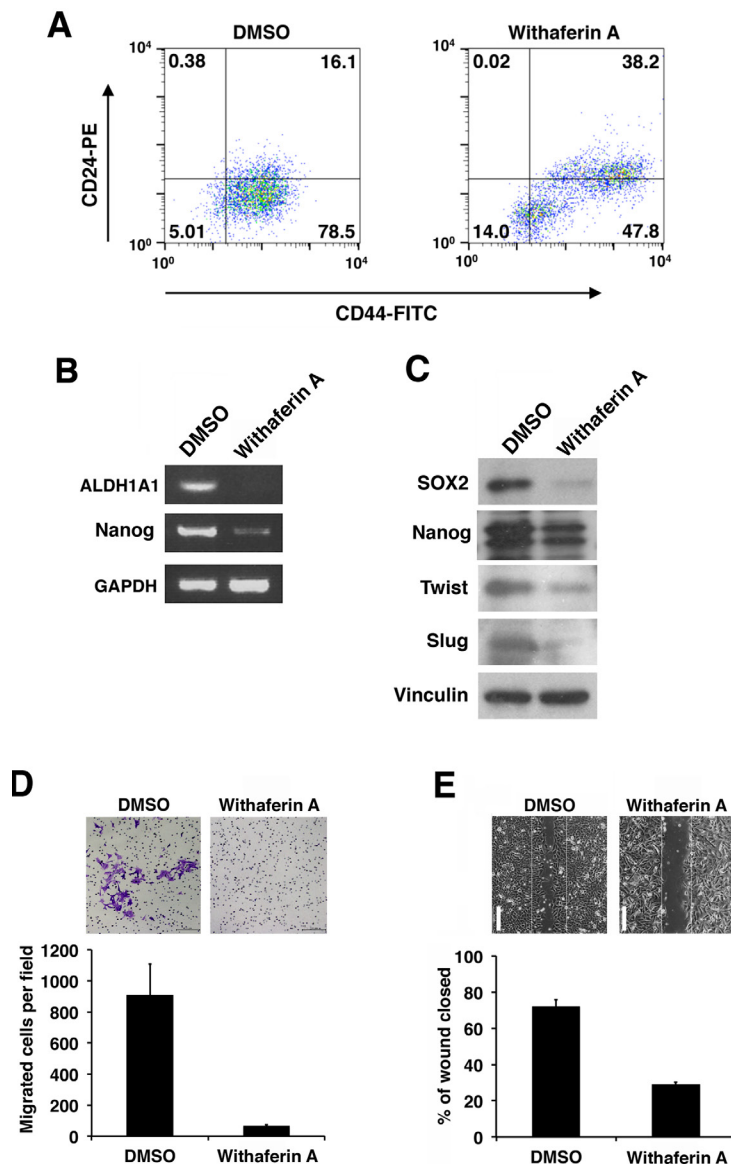 A
DMSO
Withaferin A
10⁴
0.38
16.1
5.01
78.5
10⁰
10⁰
10⁴
10⁴
0.02
38.2
14.0
47.8
10⁰
10⁰
10⁴
CD24-PE
CD44-FITC
B
DMSO
Withaferin A
ALDH1A1
Nanog
GAPDH
C
DMSO
Withaferin A
SOX2
Nanog
Twist
Slug
Vinculin
D
DMSO
Withaferin A
Migrated cells per field
1200
1000
800
600
400
200
0
DMSO
Withaferin A
E
DMSO
Withaferin A
% of wound closed
100
80
60
40
20
0
DMSO
Withaferin A